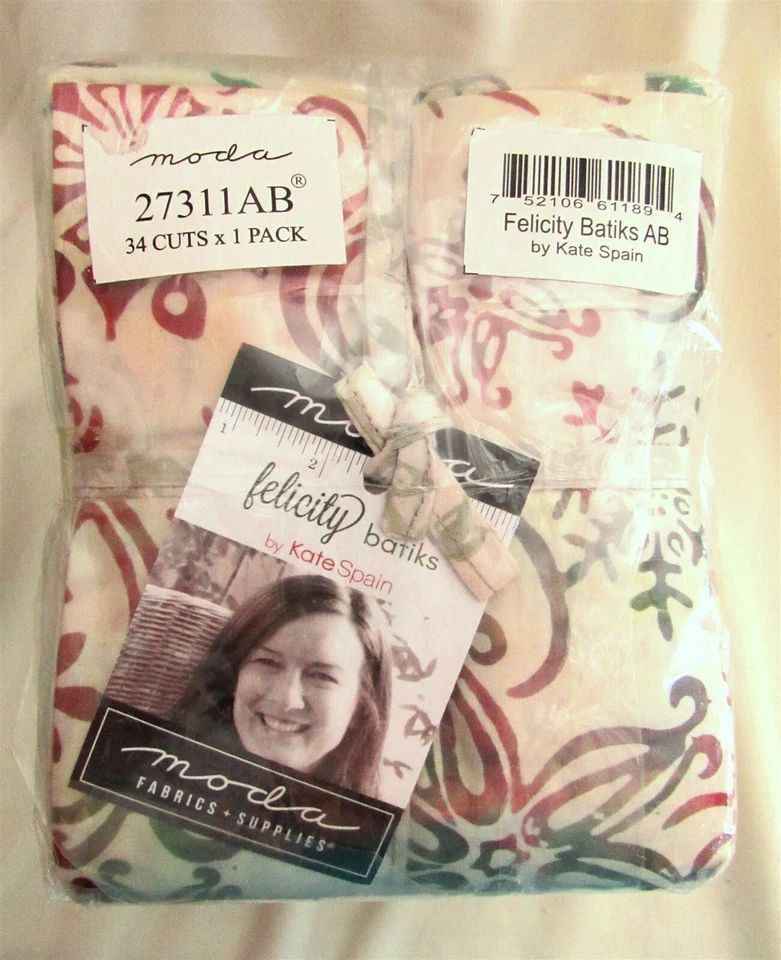 moda
27311AB®
34 CUTS x 1 PACK
7 52106 61189 4
Felicity Batiks AB
by Kate Spain
moda
1
2
felicity batiks
by Kate Spain
moda
FABRICS + SUPPLIES®